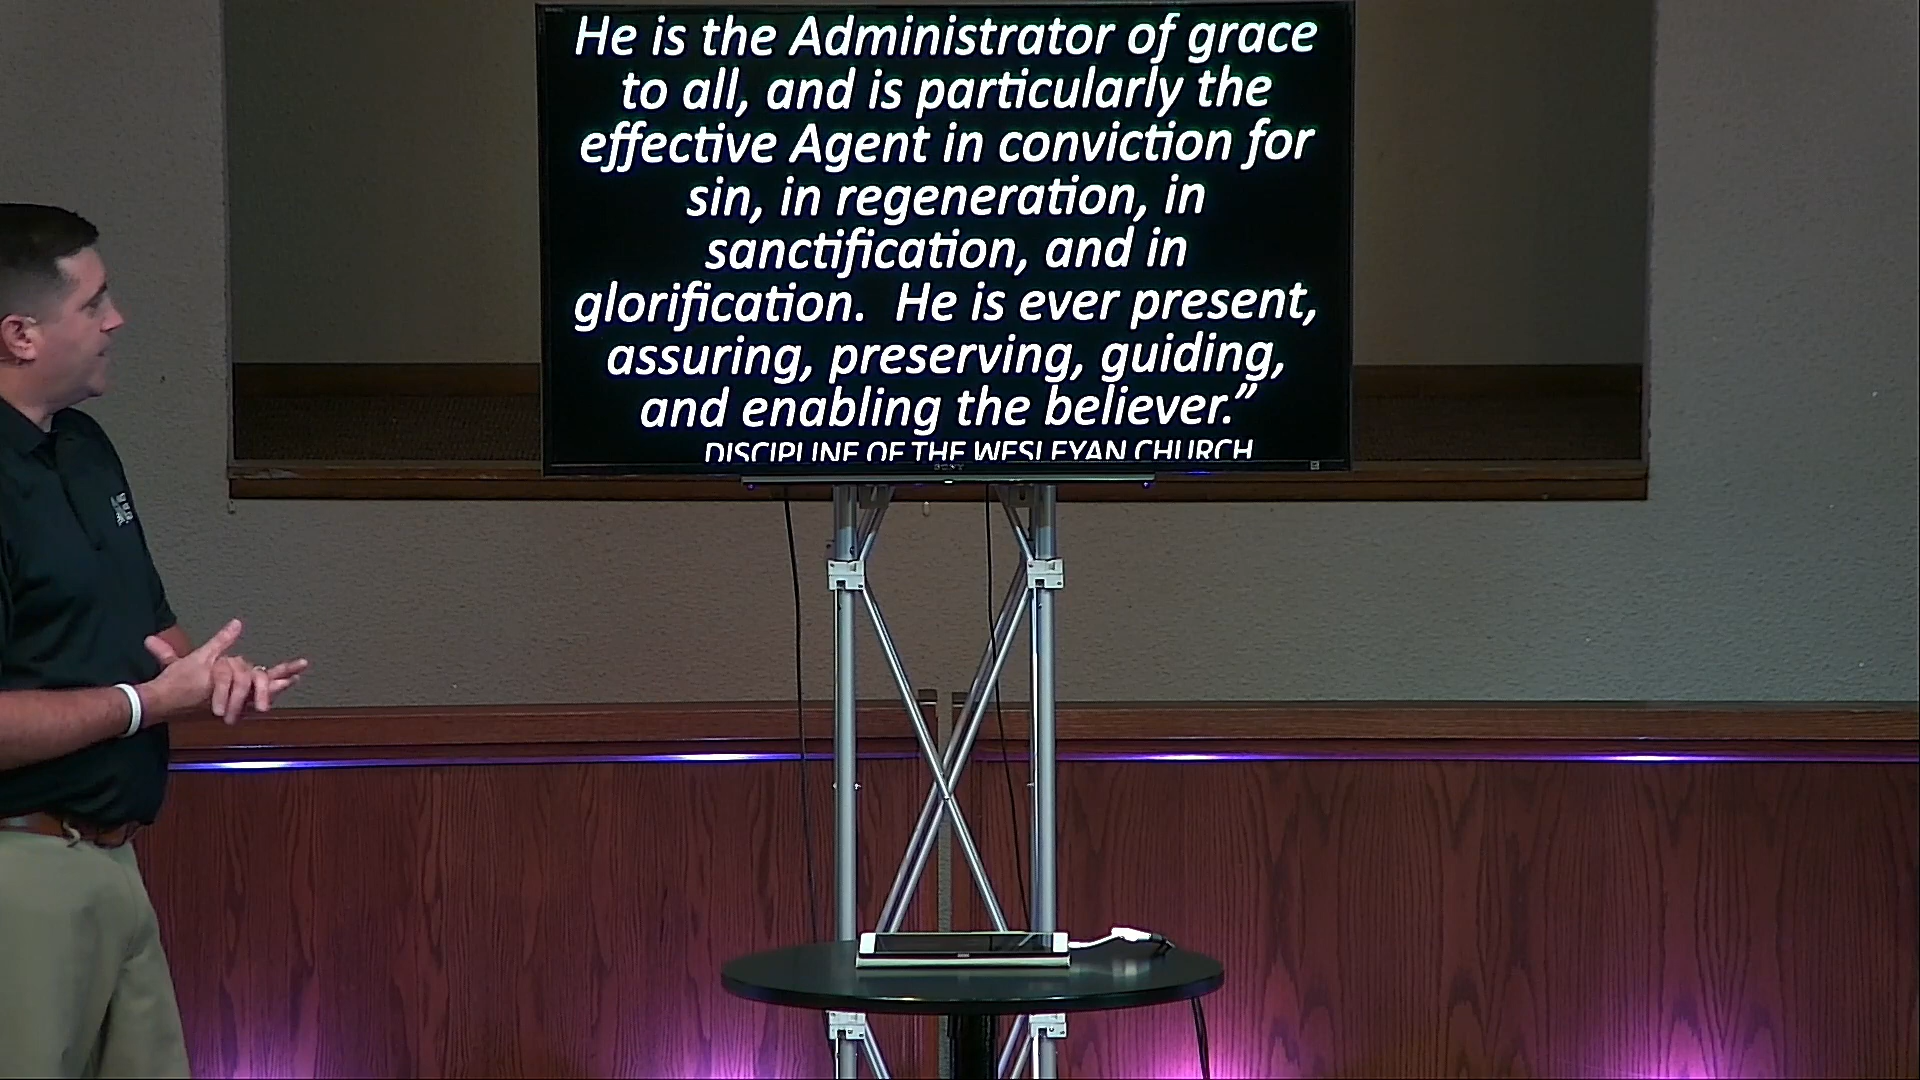 He is the Administrator of grace
to all, and is particularly the
effective Agent in conviction for
sin, in regeneration, in
sanctification, and in
glorification.  He is ever present,
assuring, preserving, guiding,
and enabling the believer.”
DISCIPLINE OF THE WESLEYAN CHURCH
SONY